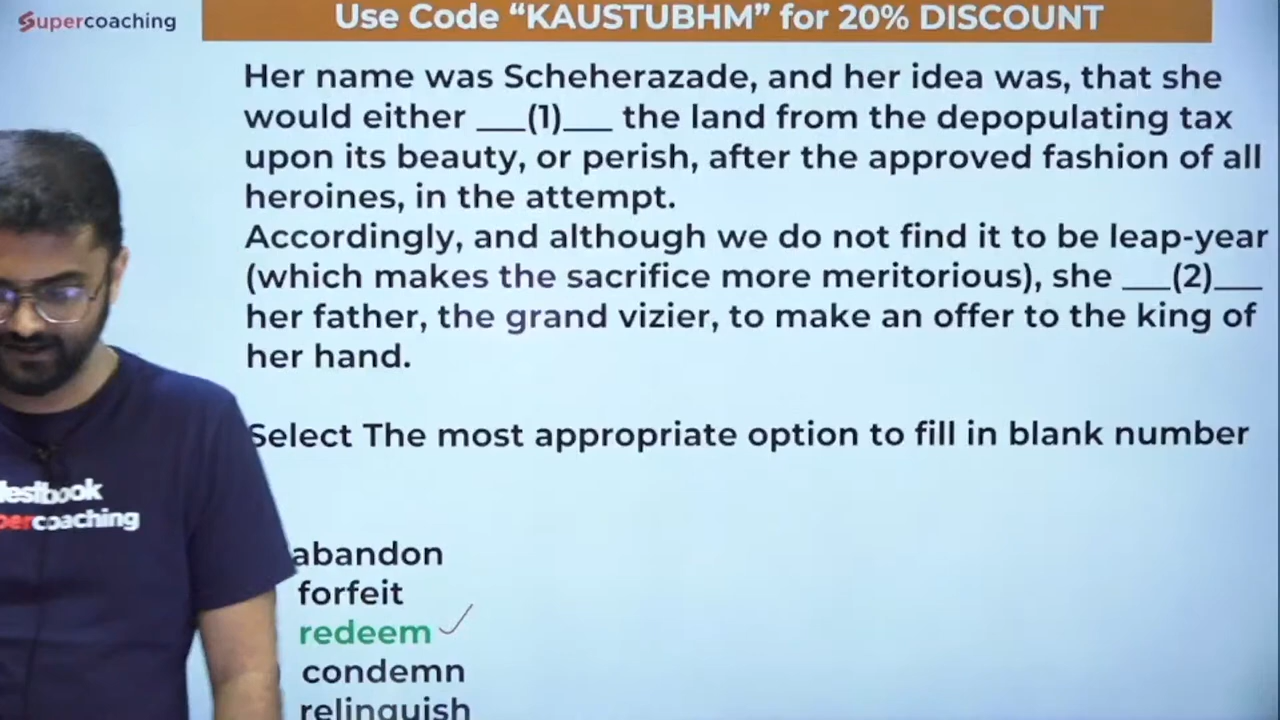 Supercoaching
Use Code “KAUSTUBHM” for 20% DISCOUNT
Her name was Scheherazade, and her idea was, that she
would either ___(1)___ the land from the depopulating tax
upon its beauty, or perish, after the approved fashion of all
heroines, in the attempt.
Accordingly, and although we do not find it to be leap-year
(which makes the sacrifice more meritorious), she ___(2)___
her father, the grand vizier, to make an offer to the king of
her hand.
Select The most appropriate option to fill in blank number
testbook
percoaching
abandon
forfeit
redeem
condemn
relinquish